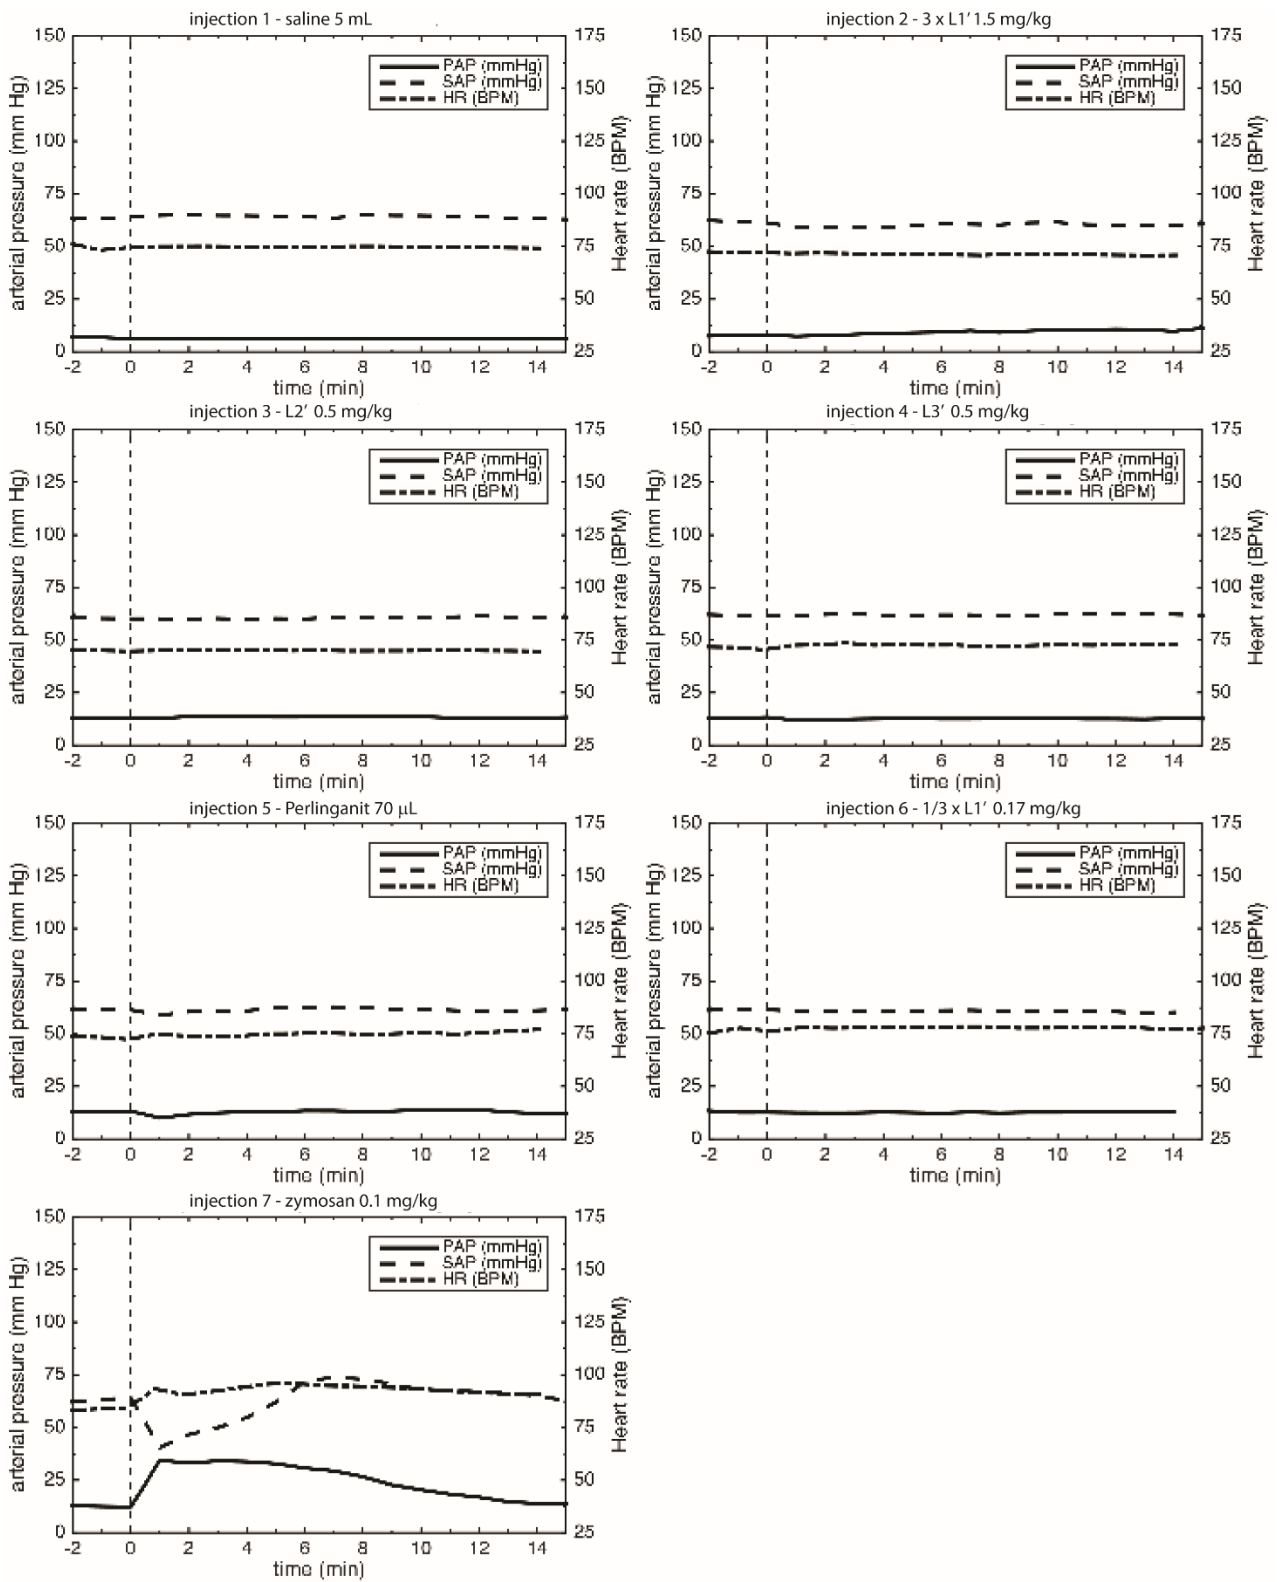 injection 1 - saline 5 mL
150
125
100
75
50
25
0
arterial pressure (mm Hg)
PAP (mmHg)
SAP (mmHg)
HR (BPM)
175
150
125
100
75
50
25
Heart rate (BPM)
-2 0 2 4 6 8 10 12 14
time (min)
injection 2 - 3 x L1′ 1.5 mg/kg
150
125
100
75
50
25
0
arterial pressure (mm Hg)
PAP (mmHg)
SAP (mmHg)
HR (BPM)
175
150
125
100
75
50
25
Heart rate (BPM)
-2 0 2 4 6 8 10 12 14
time (min)
injection 3 - L2′ 0.5 mg/kg
150
125
100
75
50
25
0
arterial pressure (mm Hg)
PAP (mmHg)
SAP (mmHg)
HR (BPM)
175
150
125
100
75
50
25
Heart rate (BPM)
-2 0 2 4 6 8 10 12 14
time (min)
injection 4 - L3′ 0.5 mg/kg
150
125
100
75
50
25
0
arterial pressure (mm Hg)
PAP (mmHg)
SAP (mmHg)
HR (BPM)
175
150
125
100
75
50
25
Heart rate (BPM)
-2 0 2 4 6 8 10 12 14
time (min)
injection 5 - Perlinganit 70 µL
150
125
100
75
50
25
0
arterial pressure (mm Hg)
PAP (mmHg)
SAP (mmHg)
HR (BPM)
175
150
125
100
75
50
25
Heart rate (BPM)
-2 0 2 4 6 8 10 12 14
time (min)
injection 6 - 1/3 x L1′ 0.17 mg/kg
150
125
100
75
50
25
0
arterial pressure (mm Hg)
PAP (mmHg)
SAP (mmHg)
HR (BPM)
175
150
125
100
75
50
25
Heart rate (BPM)
-2 0 2 4 6 8 10 12 14
time (min)
injection 7 - zymosan 0.1 mg/kg
150
125
100
75
50
25
0
arterial pressure (mm Hg)
PAP (mmHg)
SAP (mmHg)
HR (BPM)
175
150
125
100
75
50
25
Heart rate (BPM)
-2 0 2 4 6 8 10 12 14
time (min)